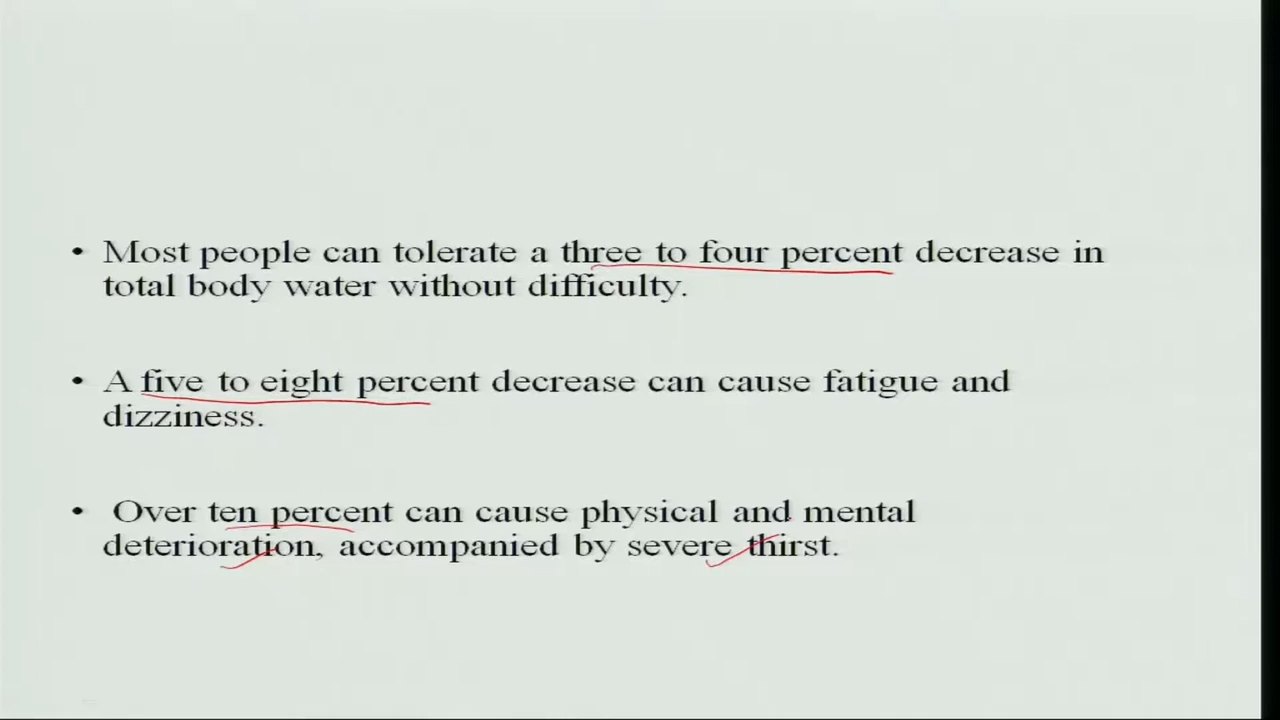 • Most people can tolerate a three to four percent decrease in
total body water without difficulty.
• A five to eight percent decrease can cause fatigue and
dizziness.
• Over ten percent can cause physical and mental
deterioration, accompanied by severe thirst.